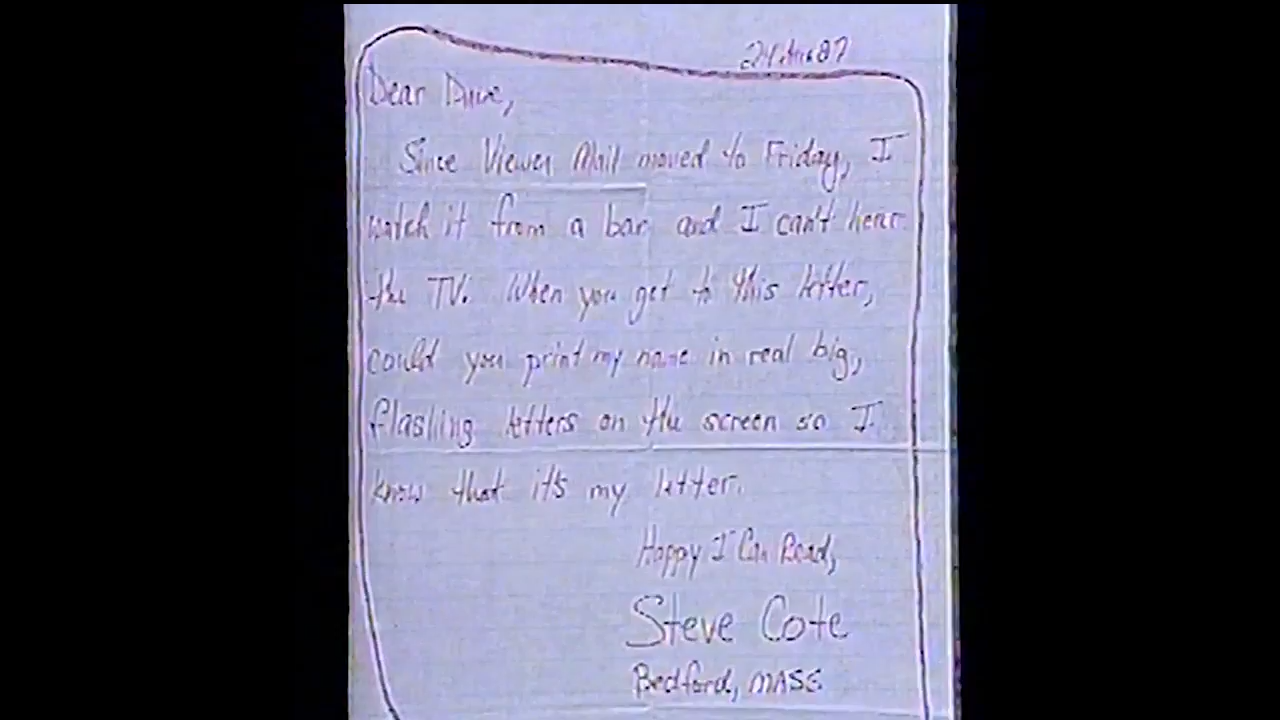 24 Aug 87
Dear Dave,
Since Viewer Mail moved to Friday, I
watch it from a bar and I can't hear
the TV. When you get to this letter,
could you print my name in real big,
flashing letters on the screen so I
know that it's my letter.
Happy I Can Read,
Steve Cote
Bedford, MASS.